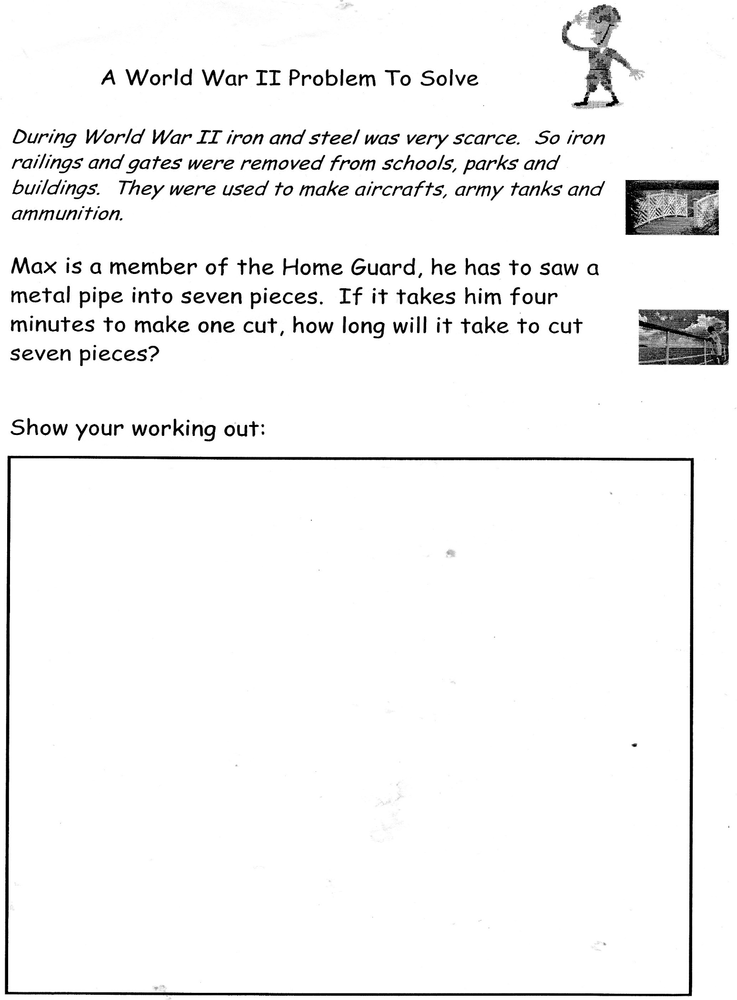 A World War II Problem To Solve
During World War II iron and steel was very scarce. So iron
railings and gates were removed from schools, parks and
buildings. They were used to make aircrafts, army tanks and
ammunition.
Max is a member of the Home Guard, he has to saw a
metal pipe into seven pieces. If it takes him four
minutes to make one cut, how long will it take to cut
seven pieces?
Show your working out: